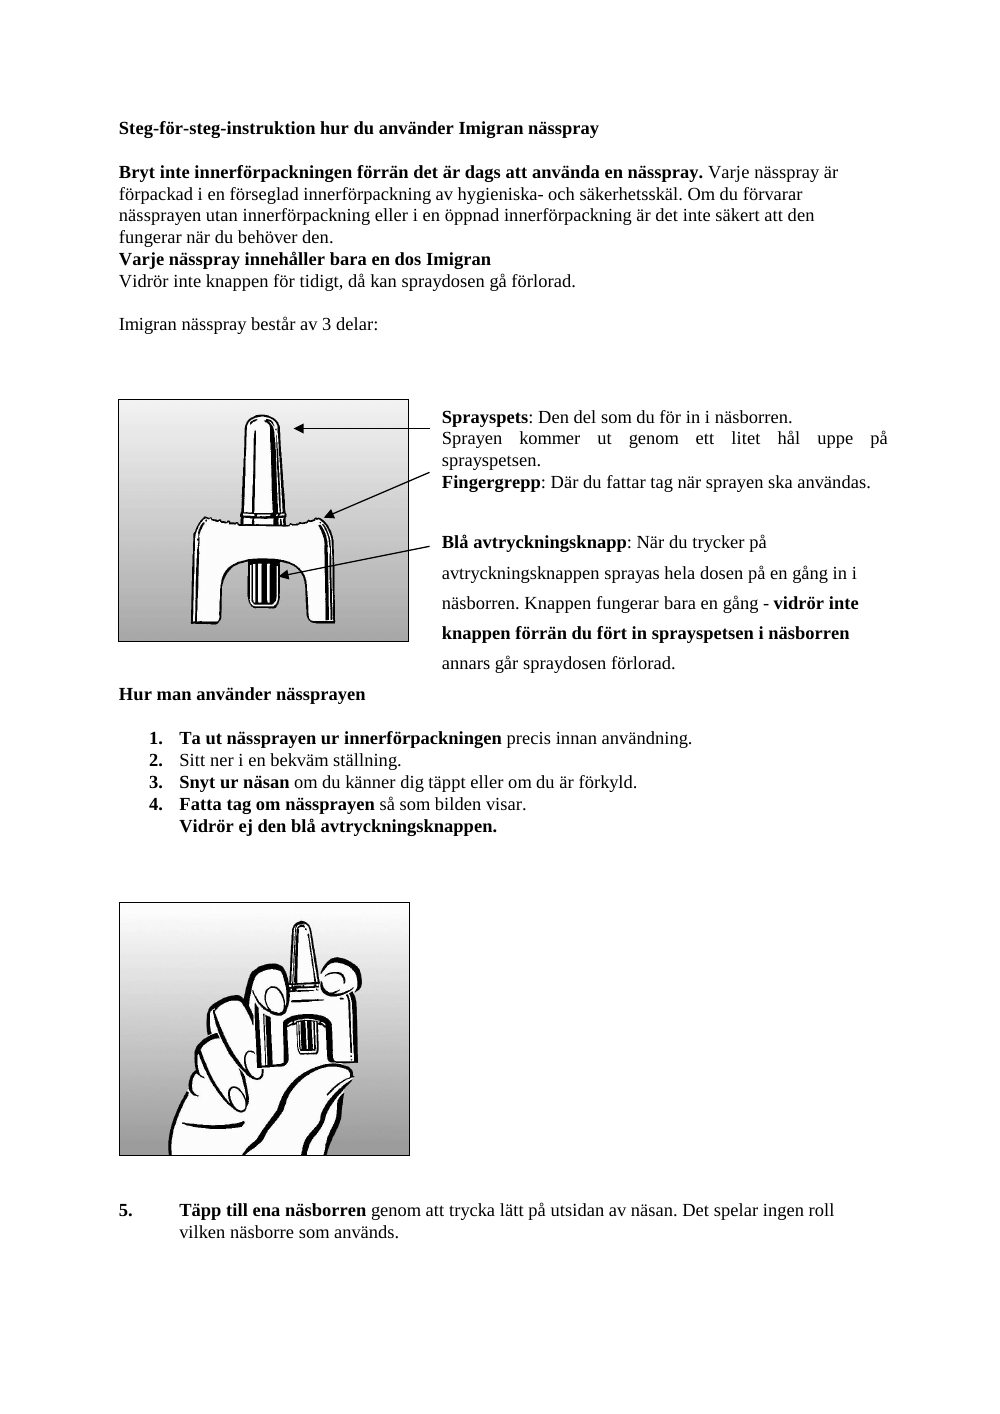 Steg-för-steg-instruktion hur du använder Imigran nässpray
Bryt inte innerförpackningen förrän det är dags att använda en nässpray. Varje nässpray är
förpackad i en förseglad innerförpackning av hygieniska- och säkerhetsskäl. Om du förvarar
nässprayen utan innerförpackning eller i en öppnad innerförpackning är det inte säkert att den
fungerar när du behöver den.
Varje nässpray innehåller bara en dos Imigran
Vidrör inte knappen för tidigt, då kan spraydosen gå förlorad.
Imigran nässpray består av 3 delar:
Sprayspets: Den del som du för in i näsborren.
Sprayen kommer ut genom ett litet hål uppe på
sprayspetsen.
Fingergrepp: Där du fattar tag när sprayen ska användas.
Blå avtryckningsknapp: När du trycker på
avtryckningsknappen sprayas hela dosen på en gång in i
näsborren. Knappen fungerar bara en gång - vidrör inte
knappen förrän du fört in sprayspetsen i näsborren
annars går spraydosen förlorad.
Hur man använder nässprayen
1. Ta ut nässprayen ur innerförpackningen precis innan användning.
2. Sitt ner i en bekväm ställning.
3. Snyt ur näsan om du känner dig täppt eller om du är förkyld.
4. Fatta tag om nässprayen så som bilden visar.
Vidrör ej den blå avtryckningsknappen.
5. Täpp till ena näsborren genom att trycka lätt på utsidan av näsan. Det spelar ingen roll
vilken näsborre som används.